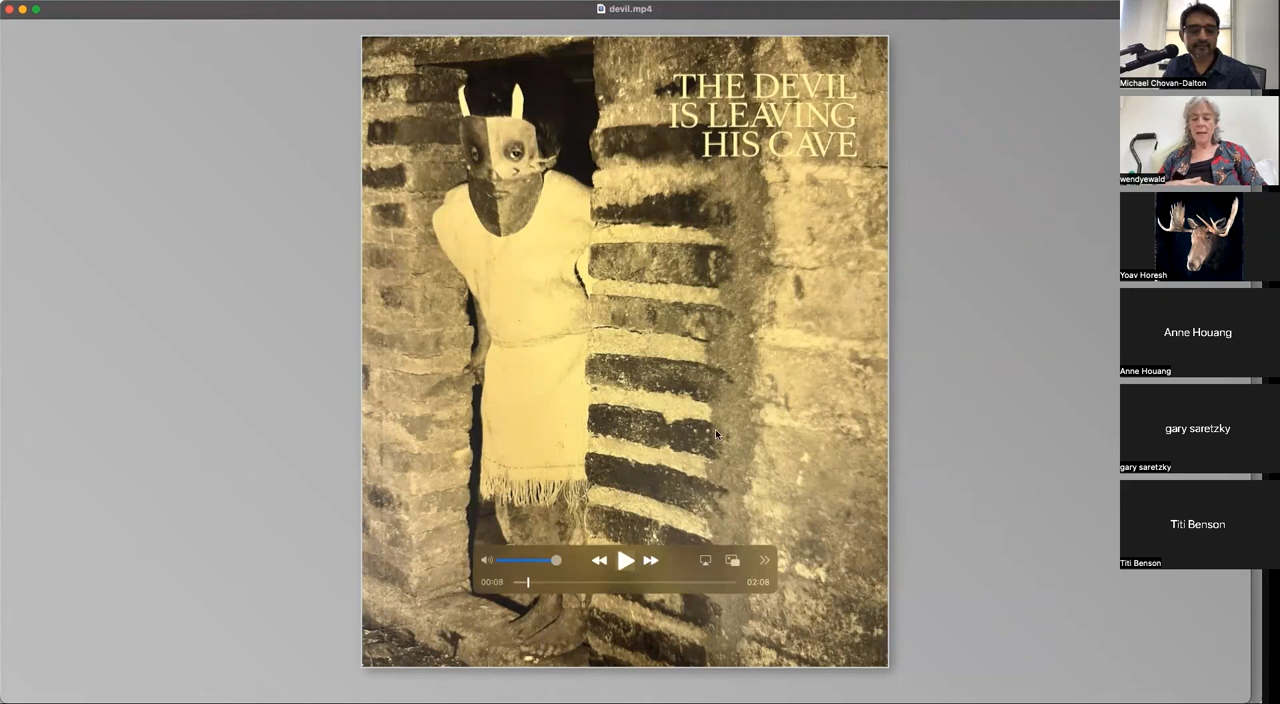 devil.mp4
THE DEVIL
IS LEAVING
HIS CAVE
00:08
02:08
Michael Chovan-Dalton
wendyewald
Yoav Horesh
Anne Houang
Anne Houang
gary saretzky
gary saretzky
Titi Benson
Titi Benson